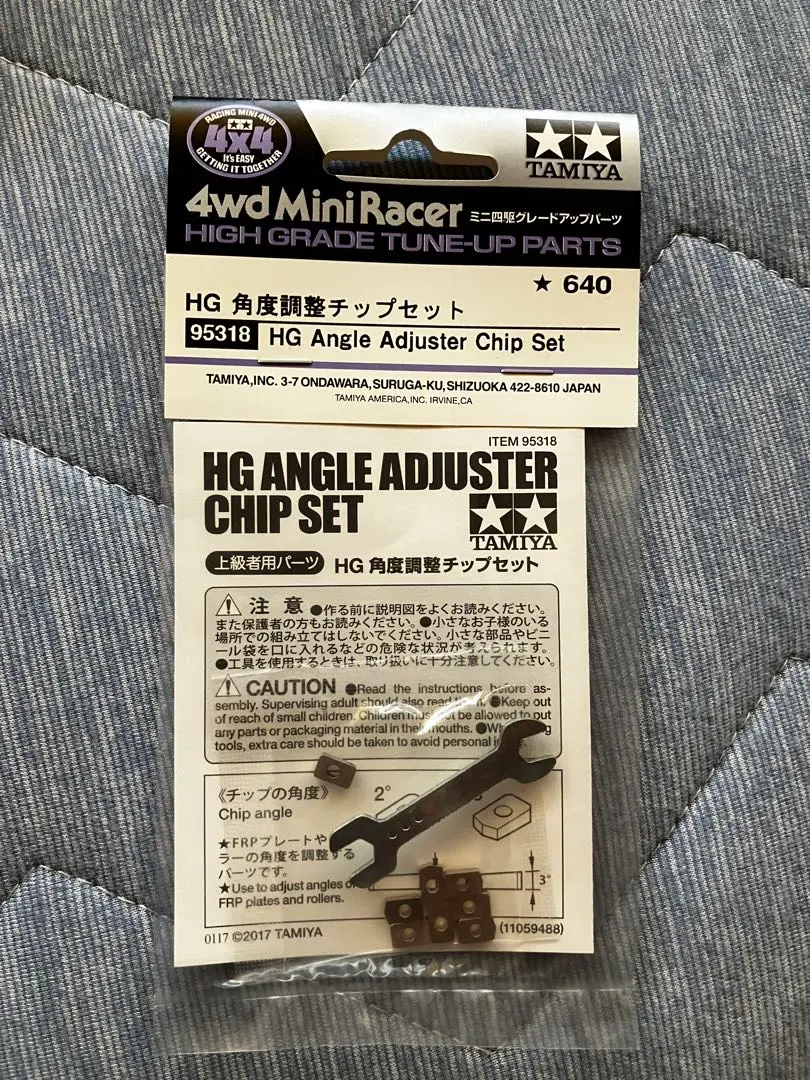 RACING MINI 4WD
4x4
It's EASY
GETTING IT TOGETHER
TAMIYA
4wd Mini Racer ミニ四駆グレードアップパーツ
HIGH GRADE TUNE-UP PARTS
★ 640
HG 角度調整チップセット
95318 HG Angle Adjuster Chip Set
TAMIYA,INC. 3-7 ONDAWARA,SURUGA-KU,SHIZUOKA 422-8610 JAPAN
TAMIYA AMERICA,INC. IRVINE,CA
ITEM 95318
HG ANGLE ADJUSTER
CHIP SET
TAMIYA
上級者用パーツ HG 角度調整チップセット
注意 ●作る前に説明図をよくお読みください。
また保護者の方もお読みください。●小さなお子様のいる
場所での組み立てはしないでください。小さな部品やビニ
ール袋を口に入れるなどの危険な状況が考えられます。
●工具を使用するときは、取り扱いに十分注意してください。
CAUTION ●Read the instructions before as-
sembly. Supervising adult should also read them. ●Keep out
of reach of small children. Children must not be allowed to put
any parts or packaging material in their mouths.
tools, extra care should be taken to avoid personal
《チップの角度》 2°
Chip angle
★FRPプレートや
ラーの角度を調整する
パーツです。
★Use to adjust angles of
FRP plates and rollers.
3°
0117 ©2017 TAMIYA
(11059488)